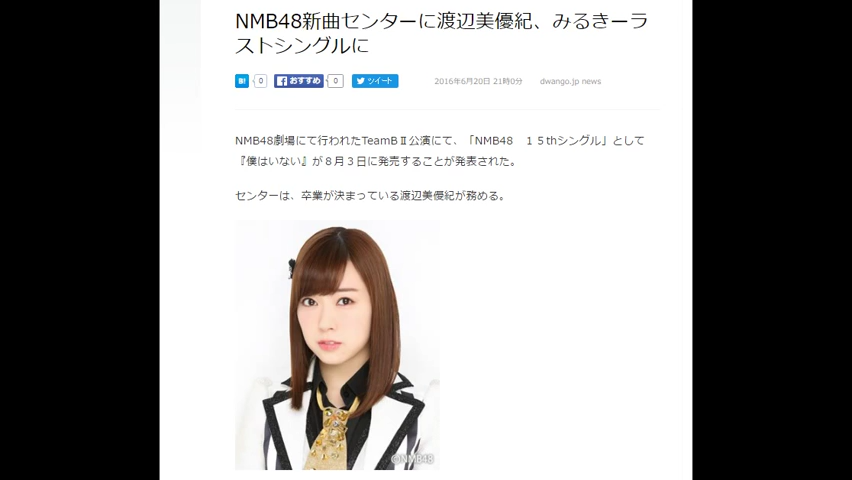 NMB48新曲センターに渡辺美優紀、みるきーラ
ストシングルに
B! 0 おすすめ 0 ツイート 2016年6月20日 21時0分 dwango.jp news
NMB48劇場にて行われたTeamBⅡ公演にて、「NMB48　１５thシングル」として
『僕はいない』が８月３日に発売することが発表された。
センターは、卒業が決まっている渡辺美優紀が務める。
©NMB48